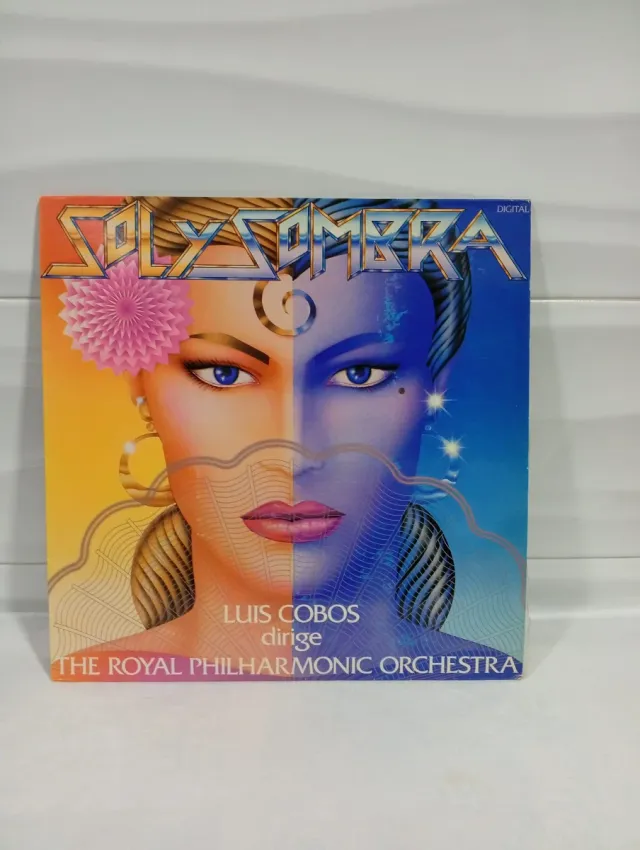 DIGITAL
SOL Y SOMBRA
LUIS COBOS
dirige
THE ROYAL PHILHARMONIC ORCHESTRA